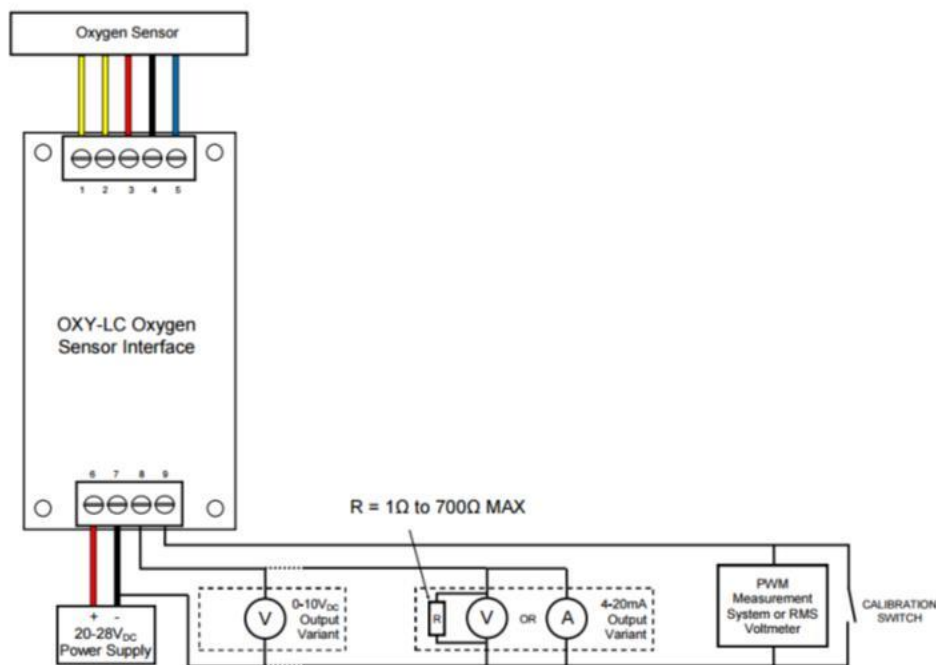 Oxygen Sensor
1 2 3 4 5
OXY-LC Oxygen
Sensor Interface
6 7 8 9
R = 1Ω to 700Ω MAX
+ -
20-28VDC
Power Supply
V
0-10VDC
Output
Variant
R
V
OR
A
4-20mA
Output
Variant
PWM
Measurement
System or RMS
Voltmeter
CALIBRATION
SWITCH